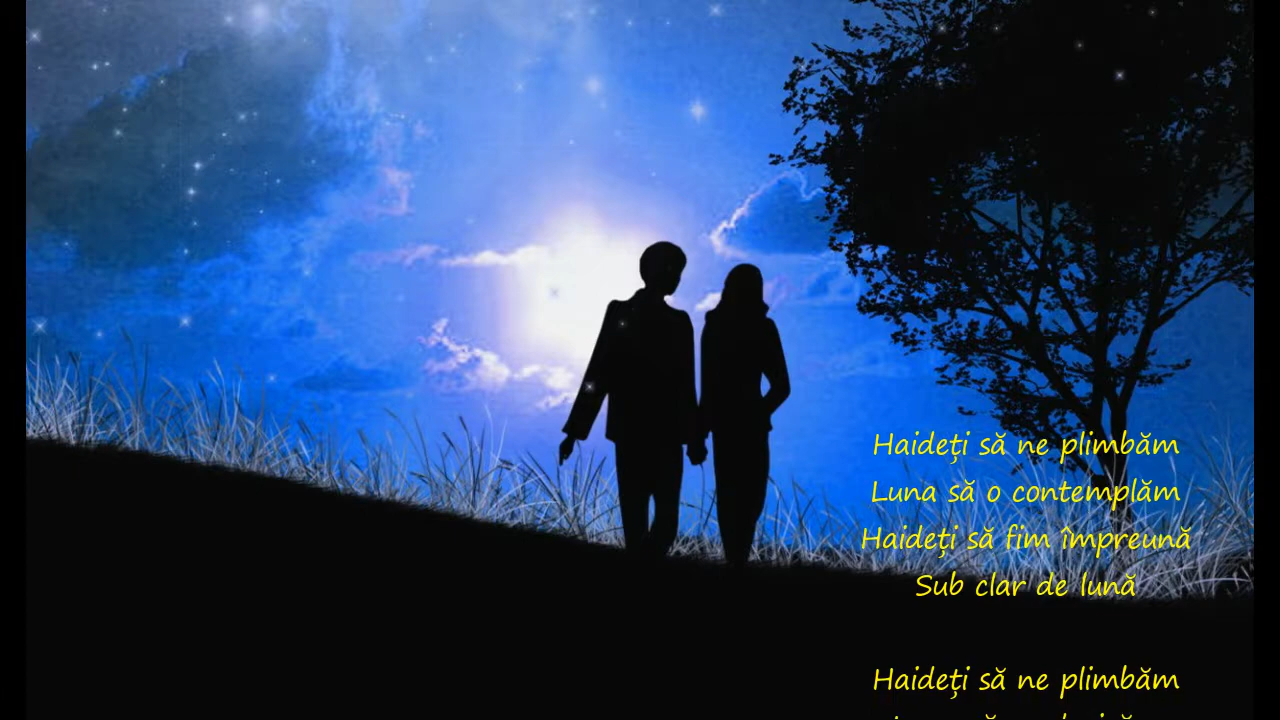 Haideți să ne plimbăm
Luna să o contemplăm
Haideți să fim împreună
Sub clar de lună
Haideți să ne plimbăm